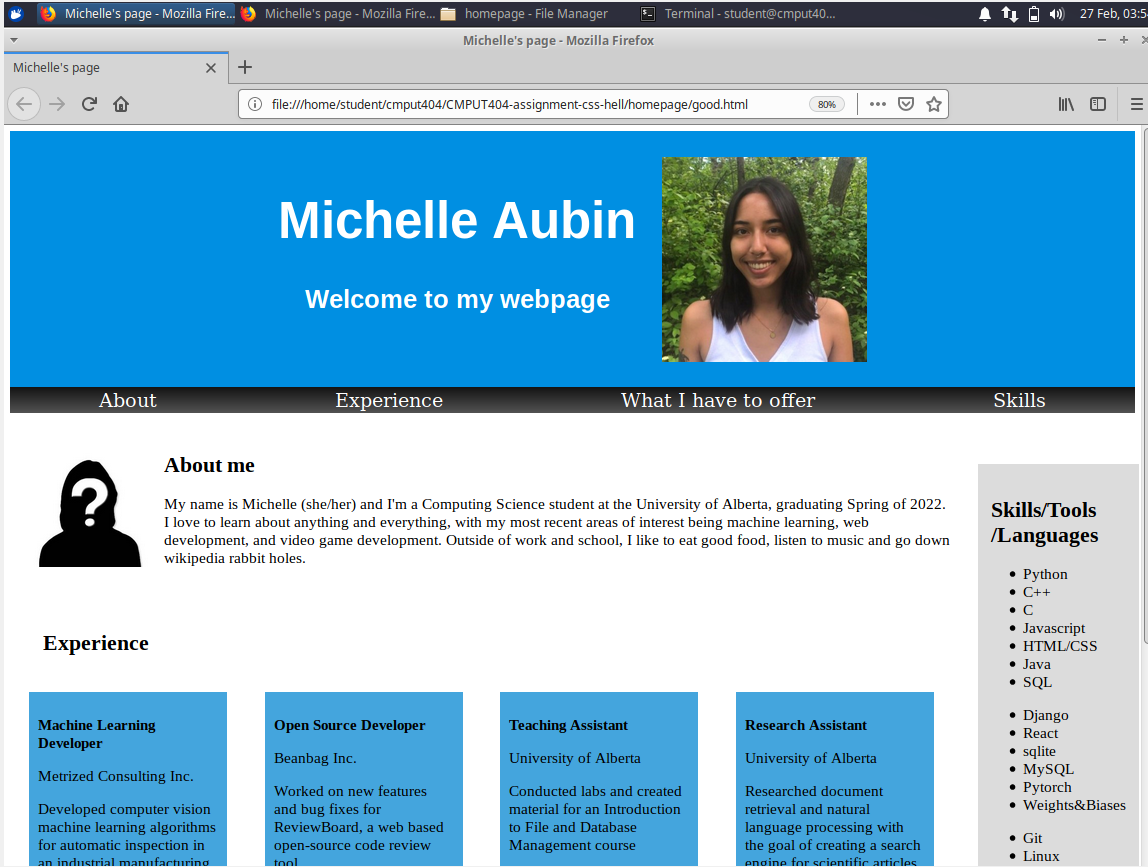 Michelle's page - Mozilla Fire...
Michelle's page - Mozilla Fire...
homepage - File Manager
Terminal - student@cmput40...
27 Feb, 03:5
Michelle's page - Mozilla Firefox
Michelle's page
file:///home/student/cmput404/CMPUT404-assignment-css-hell/homepage/good.html
80%
Michelle Aubin
Welcome to my webpage
About
Experience
What I have to offer
Skills
?
About me
My name is Michelle (she/her) and I'm a Computing Science student at the University of Alberta, graduating Spring of 2022.
I love to learn about anything and everything, with my most recent areas of interest being machine learning, web
development, and video game development. Outside of work and school, I like to eat good food, listen to music and go down
wikipedia rabbit holes.
Experience
Machine Learning
Developer
Metrized Consulting Inc.
Developed computer vision
machine learning algorithms
for automatic inspection in
an industrial manufacturing
Open Source Developer
Beanbag Inc.
Worked on new features
and bug fixes for
ReviewBoard, a web based
open-source code review
tool
Teaching Assistant
University of Alberta
Conducted labs and created
material for an Introduction
to File and Database
Management course
Research Assistant
University of Alberta
Researched document
retrieval and natural
language processing with
the goal of creating a search
engine for scientific articles
Skills/Tools
/Languages
Python
C++
C
Javascript
HTML/CSS
Java
SQL
Django
React
sqlite
MySQL
Pytorch
Weights&Biases
Git
Linux